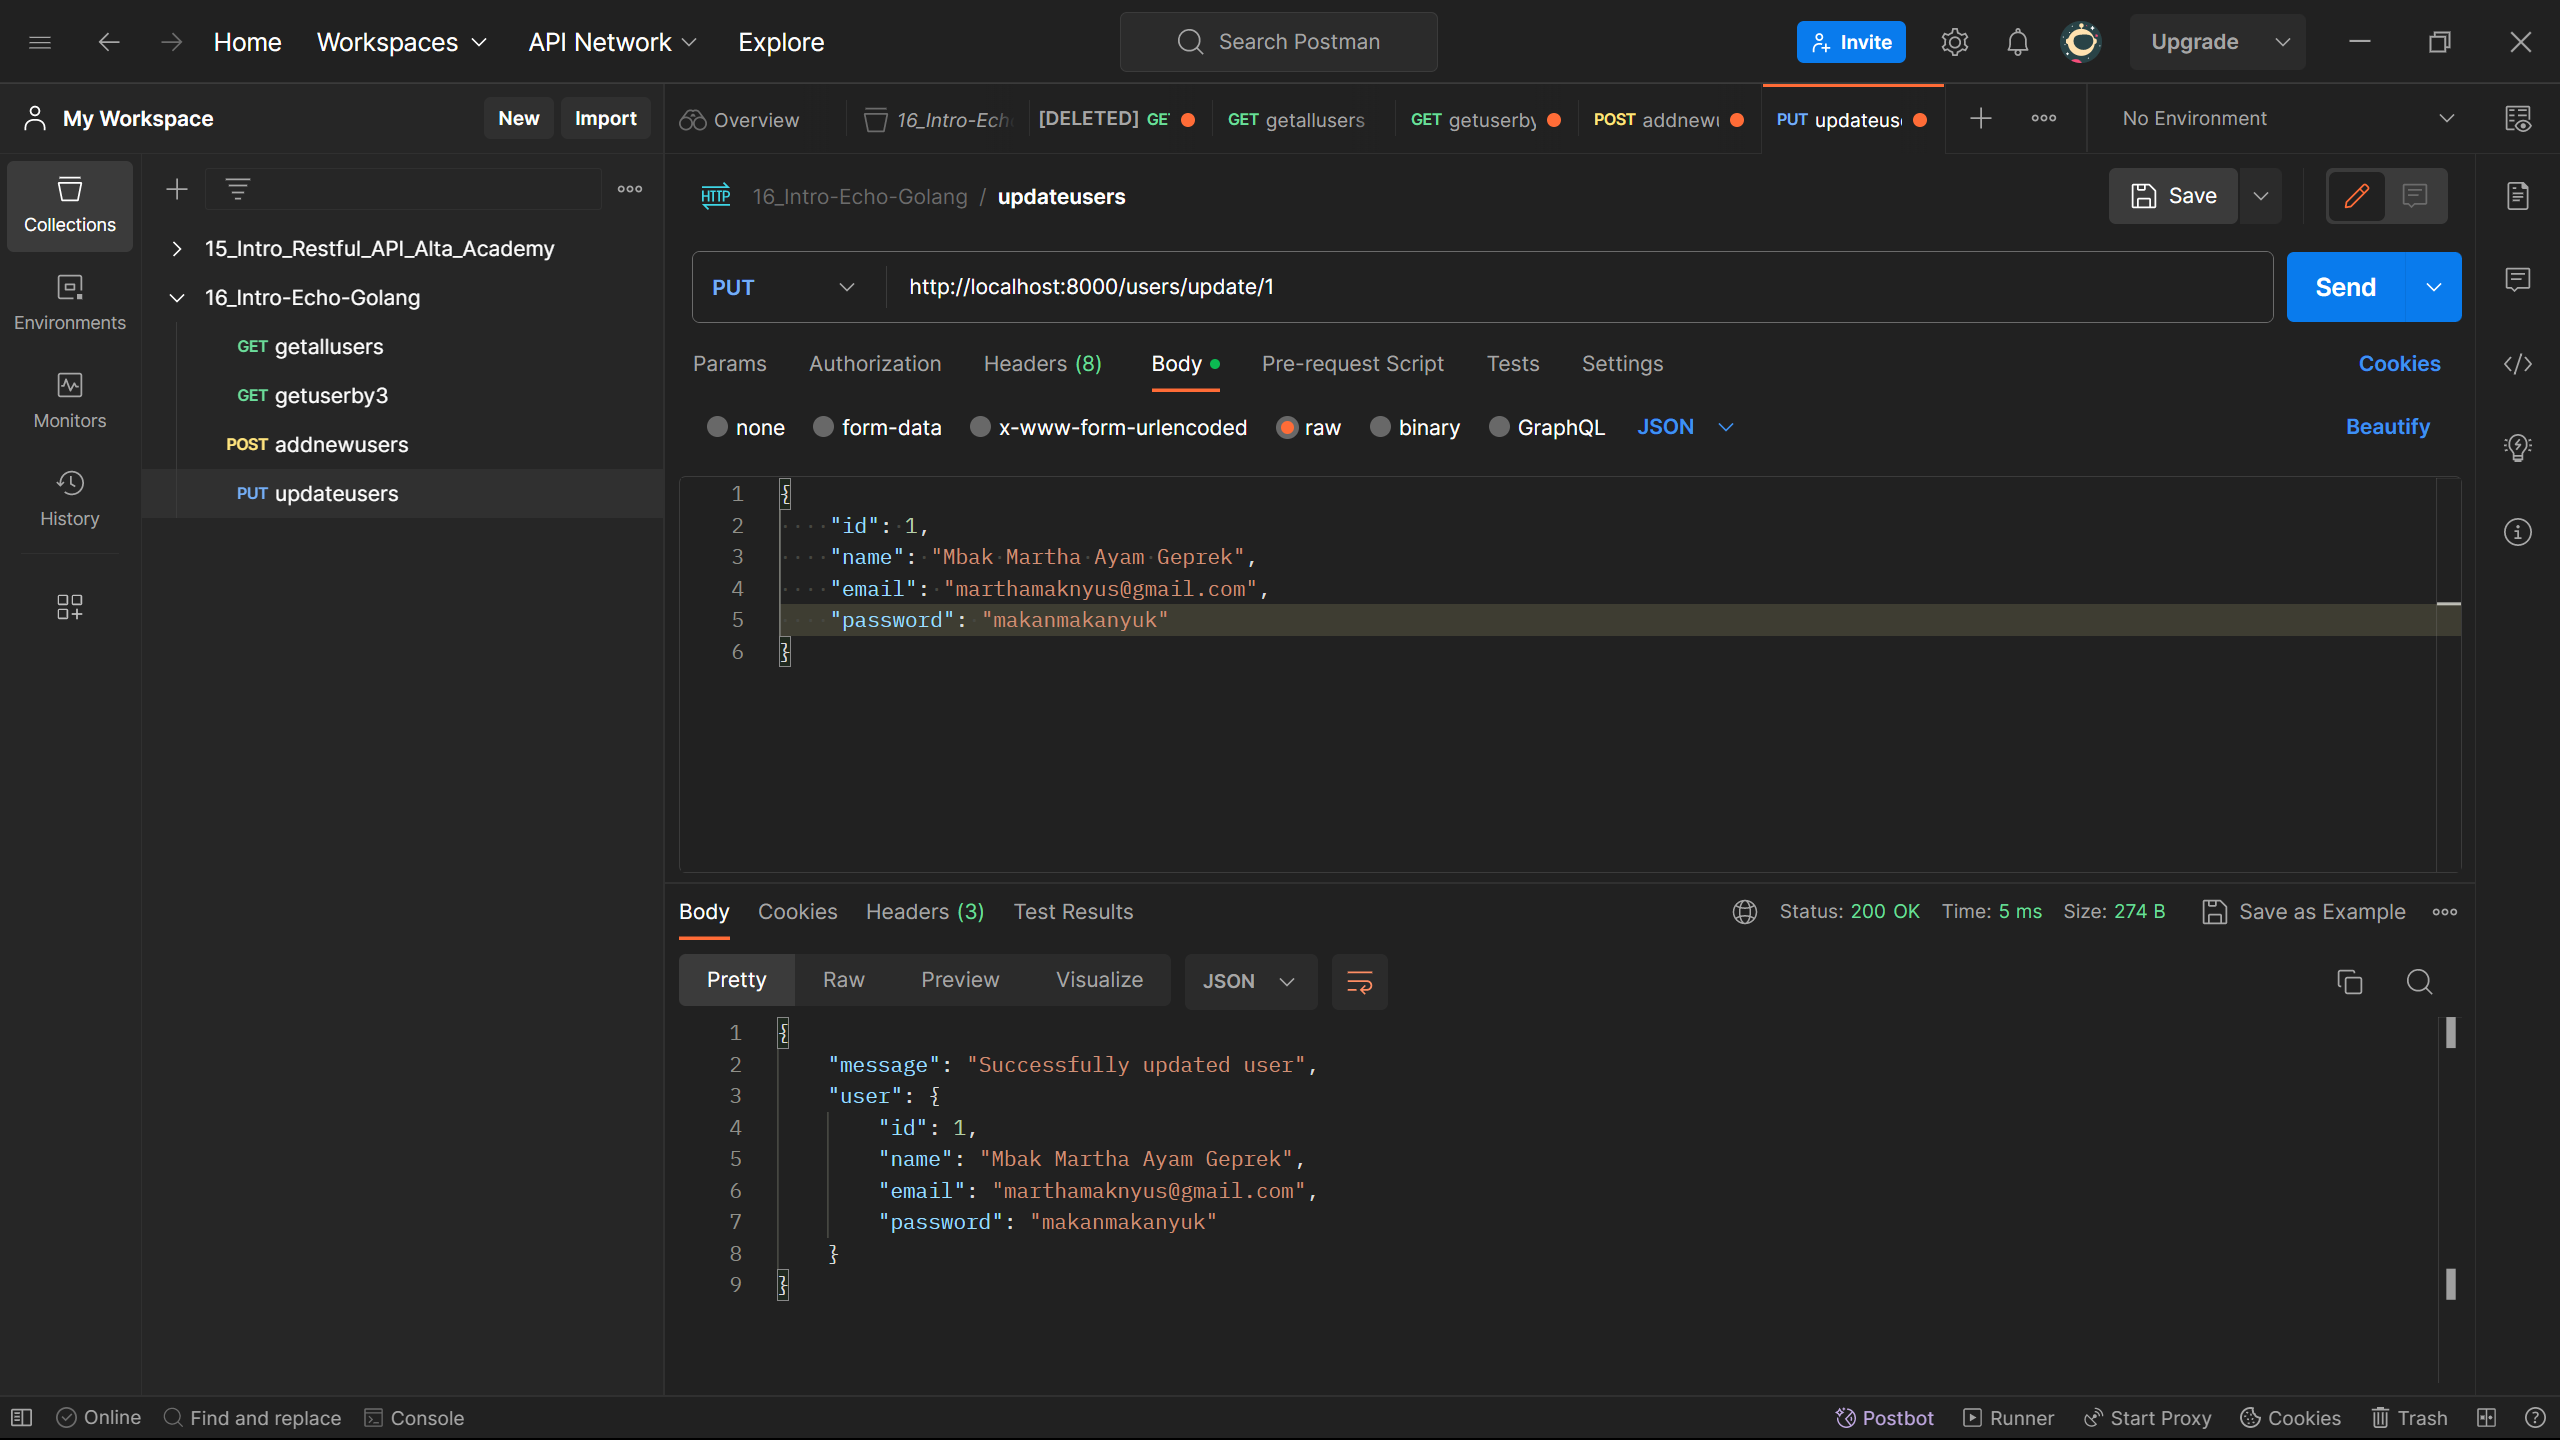 Home Workspaces API Network Explore Search Postman Invite Upgrade
My Workspace New Import
Overview 16_Intro-Ech [DELETED] GE GET getallusers GET getuserby POST addnew PUT updateus No Environment
Collections
Environments
Monitors
History
15_Intro_Restful_API_Alta_Academy
16_Intro-Echo-Golang
GET getallusers
GET getuserby3
POST addnewusers
PUT updateusers
HTTP 16_Intro-Echo-Golang / updateusers Save
PUT http://localhost:8000/users/update/1 Send
Params Authorization Headers (8) Body Pre-request Script Tests Settings Cookies
none form-data x-www-form-urlencoded raw binary GraphQL JSON Beautify
1 {
2 "id": 1,
3 "name": "Mbak Martha Ayam Geprek",
4 "email": "marthamaknyus@gmail.com",
5 "password": "makanmakanyuk"
6 }
Body Cookies Headers (3) Test Results Status: 200 OK Time: 5 ms Size: 274 B Save as Example
Pretty Raw Preview Visualize JSON
1 {
2 "message": "Successfully updated user",
3 "user": {
4 "id": 1,
5 "name": "Mbak Martha Ayam Geprek",
6 "email": "marthamaknyus@gmail.com",
7 "password": "makanmakanyuk"
8 }
9 }
Online Find and replace Console Postbot Runner Start Proxy Cookies Trash